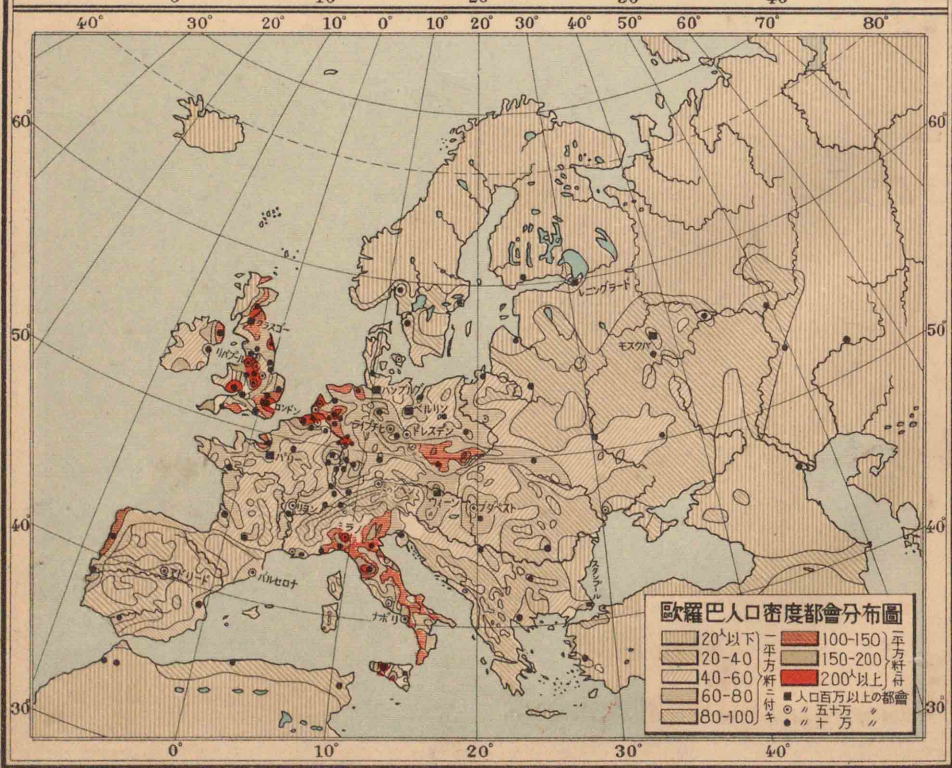 40° 30° 20° 10° 0° 10° 20° 30° 40° 50° 60° 70° 80°
60° 60°
レニングラード
グラスゴー
50° 50°
モスクバ
リバプール
ハンブルグ
ロンドン
ベルリン
ライプチヒ
ドレスデン
パリー
ウィーン
ブダペスト
リヨン
ミラノ
40° 40°
マドリード
バルセロナ
スタンブール
ナポリ
歐羅巴人口密度都會分布圖
20人以下
20-40
40-60
60-80
80-100
一平方粁ニ付キ
100-150
150-200
200人以上
一平方粁ニ付
■人口百万以上の都會
◉〃 五十万 〃
●〃 十万 〃
30° 30°
0° 10° 20° 30° 40°